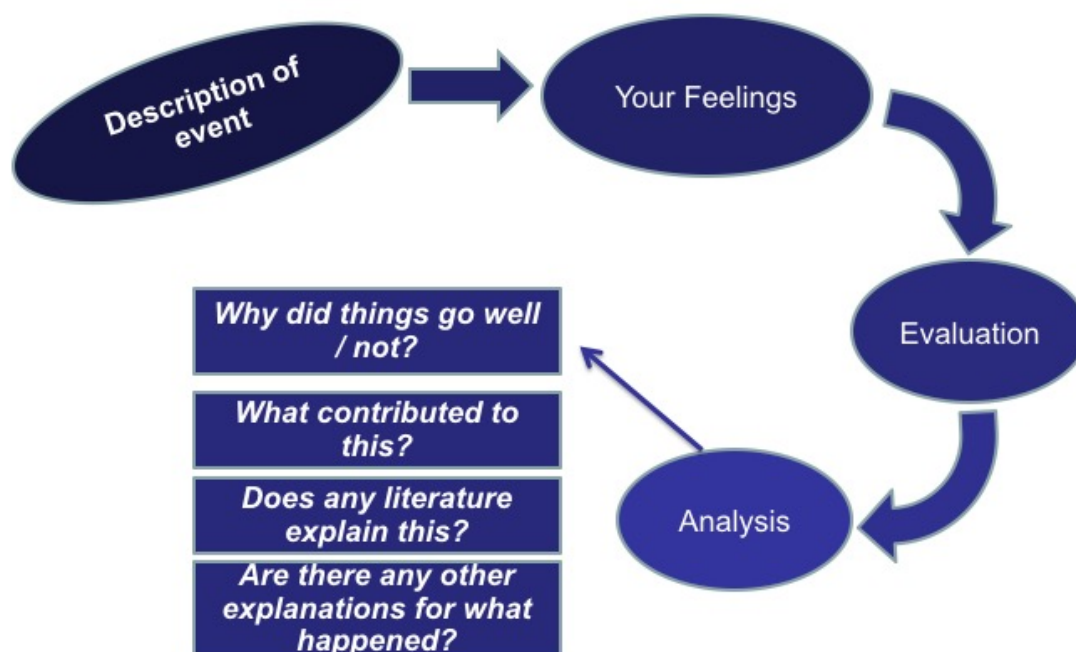 Description of
event
Your Feelings
Evaluation
Analysis
Why did things go well
/ not?
What contributed to
this?
Does any literature
explain this?
Are there any other
explanations for what
happened?